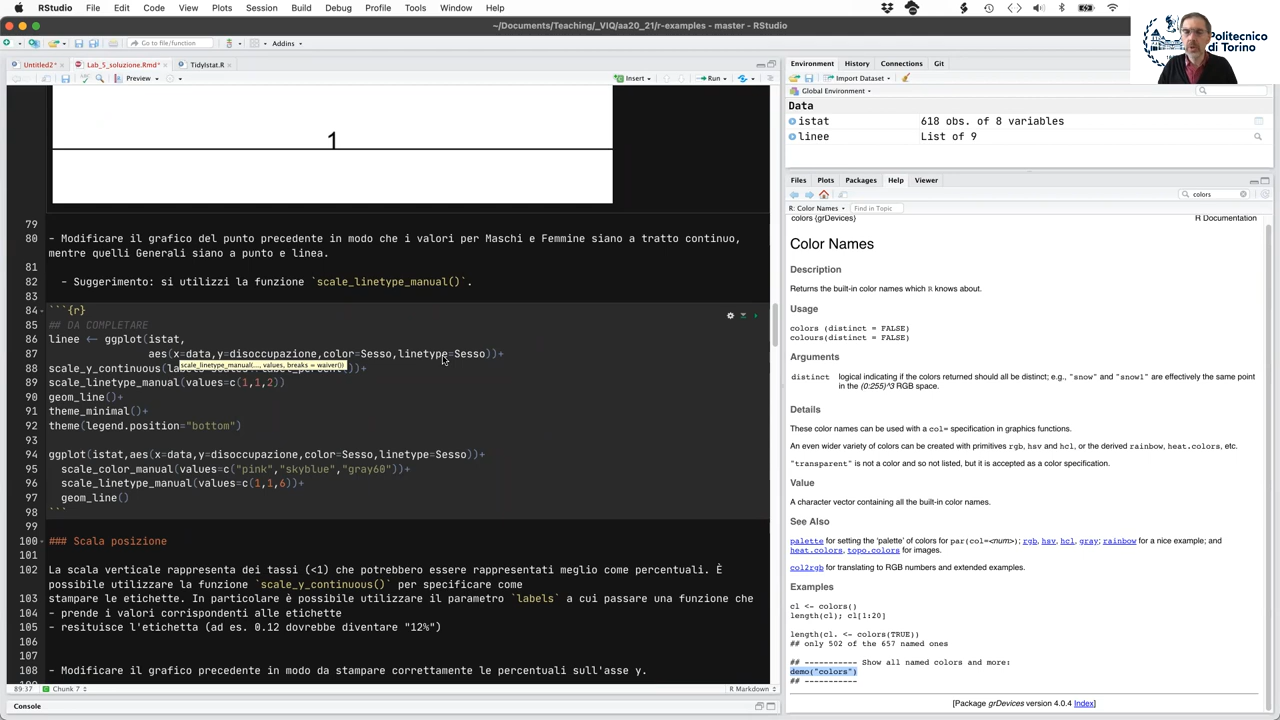 RStudio File Edit Code View Plots Session Build Debug Profile Tools Window Help
~/Documents/Teaching/_VIQ/aa20_21/r-examples - master - RStudio
Go to file/function Addins
Politecnico
di Torino
Untitled2* Lab_5_soluzione.Rmd* TidyIstat.R
Preview Insert Run
1
79
80 - Modificare il grafico del punto precedente in modo che i valori per Maschi e Femmine siano a tratto continuo,
mentre quelli Generali siano a punto e linea.
81
82 - Suggerimento: si utilizzi la funzione `scale_linetype_manual()`.
83
84 ```{r}
85 ## DA COMPLETARE
86 linee <- ggplot(istat,
87 aes(x=data,y=disoccupazione,color=Sesso,linetype=Sesso))+
scale_linetype_manual(..., values, breaks = waiver())
88 scale_y_continuous(
89 scale_linetype_manual(values=c(1,1,2))
90 geom_line()+
91 theme_minimal()+
92 theme(legend.position="bottom")
93
94 ggplot(istat,aes(x=data,y=disoccupazione,color=Sesso,linetype=Sesso))+
95 scale_color_manual(values=c("pink","skyblue","gray60"))+
96 scale_linetype_manual(values=c(1,1,6))+
97 geom_line()
98 ```
99
100 ### Scala posizione
101
102 La scala verticale rappresenta dei tassi (<1) che potrebbero essere rappresentati meglio come percentuali. È
possibile utilizzare la funzione `scale_y_continuous()` per specificare come
103 stampare le etichette. In particolare è possibile utilizzare il parametro `labels` a cui passare una funzione che
104 - prende i valori corrispondenti alle etichette
105 - resituisce l'etichetta (ad es. 0.12 dovrebbe diventare "12%")
106
107
108 - Modificare il grafico precedente in modo da stampare correttamente le percentuali sull'asse y.
89:37 Chunk 7 R Markdown
Console
Environment History Connections Git
Import Dataset
Global Environment
Data
istat 618 obs. of 8 variables
linee List of 9
Files Plots Packages Help Viewer
colors
R: Color Names Find in Topic
colors {grDevices} R Documentation
Color Names
Description
Returns the built-in color names which R knows about.
Usage
colors (distinct = FALSE)
colours(distinct = FALSE)
Arguments
distinct logical indicating if the colors returned should all be distinct; e.g., "snow" and "snow1" are effectively the same point
in the (0:255)^3 RGB space.
Details
These color names can be used with a col= specification in graphics functions.
An even wider variety of colors can be created with primitives rgb, hsv and hcl, or the derived rainbow, heat.colors, etc.
"transparent" is not a color and so not listed, but it is accepted as a color specification.
Value
A character vector containing all the built-in color names.
See Also
palette for setting the 'palette' of colors for par(col=<num>); rgb, hsv, hcl, gray; rainbow for a nice example; and
heat.colors, topo.colors for images.
col2rgb for translating to RGB numbers and extended examples.
Examples
cl <- colors()
length(cl); cl[1:20]
length(cl. <- colors(TRUE))
## only 502 of the 657 named ones
## ----------- Show all named colors and more:
demo("colors")
## -----------
[Package grDevices version 4.0.4 Index]